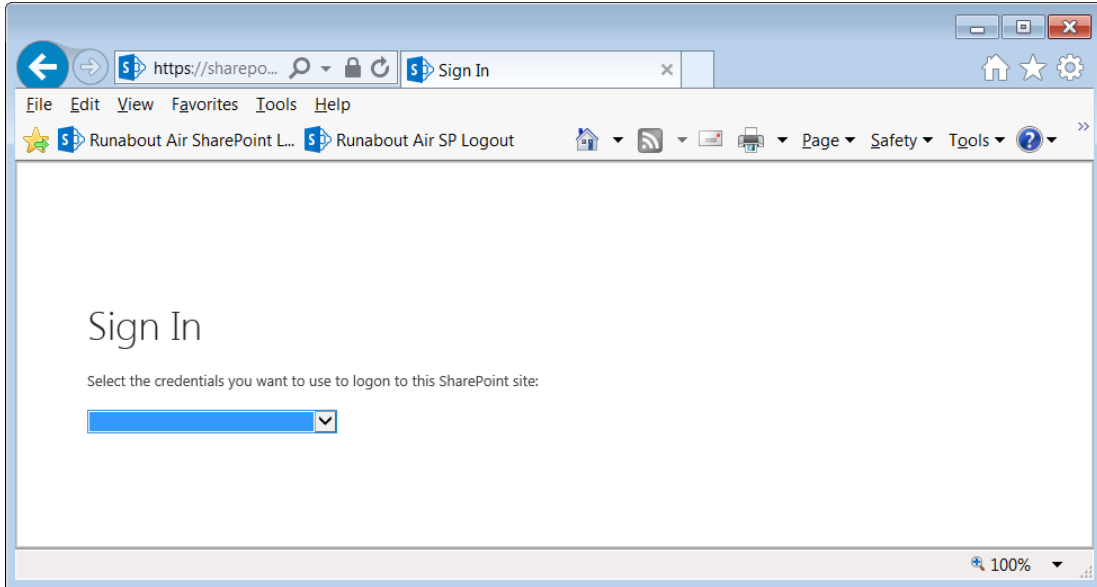 https://sharepo... Sign In
File Edit View Favorites Tools Help
Runabout Air SharePoint L... Runabout Air SP Logout Page Safety Tools
Sign In
Select the credentials you want to use to logon to this SharePoint site:
100%